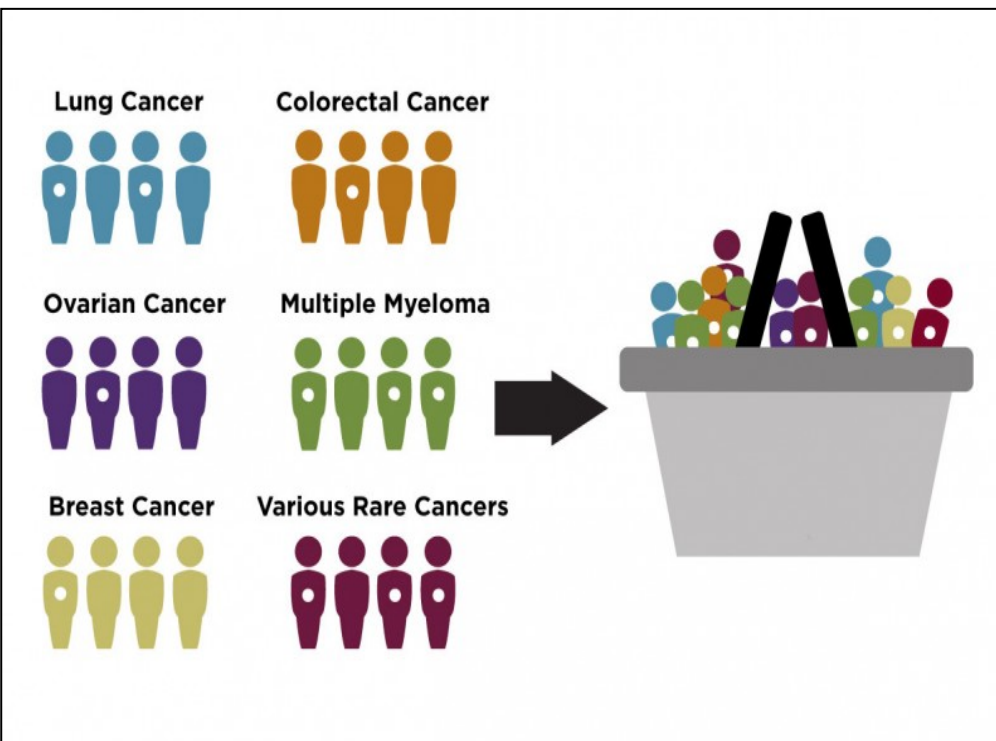 Lung Cancer
Colorectal Cancer
Ovarian Cancer
Multiple Myeloma
Breast Cancer
Various Rare Cancers